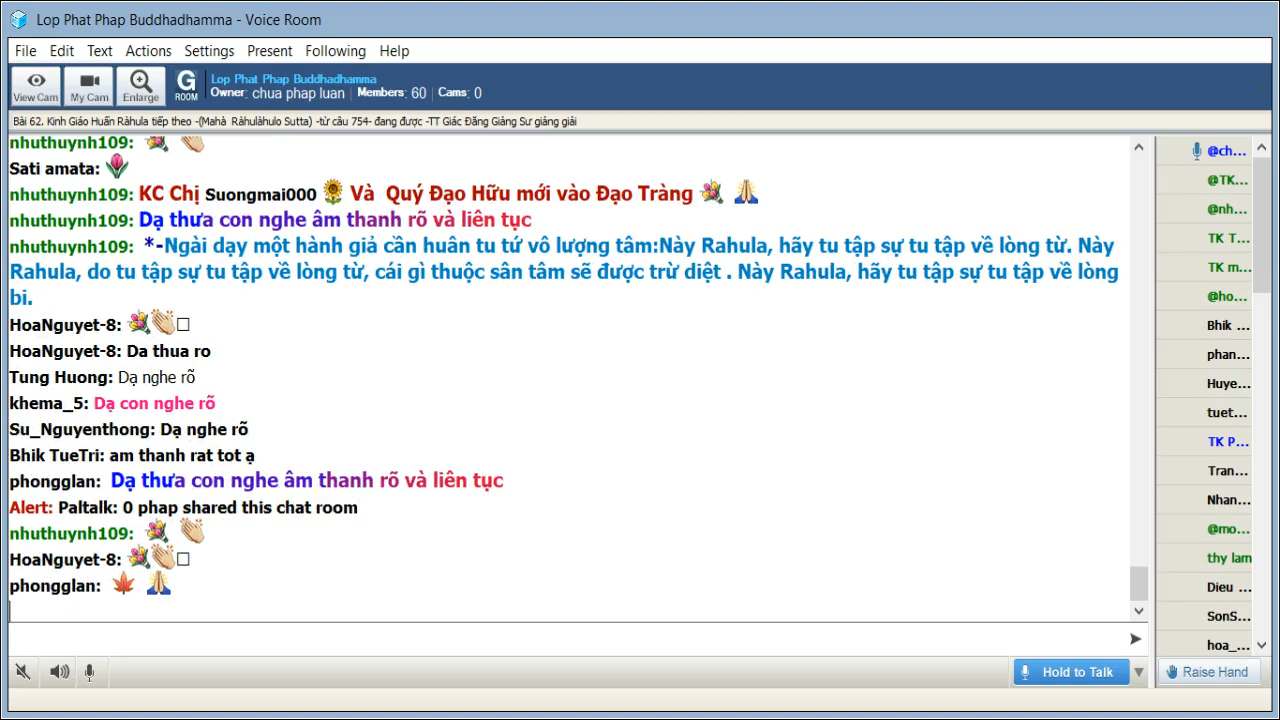 Lop Phat Phap Buddhadhamma - Voice Room
File Edit Text Actions Settings Present Following Help
View Cam My Cam Enlarge G ROOM Lop Phat Phap Buddhadhamma
Owner: chua phap luan Members: 60 Cams: 0
Bài 62. Kinh Giáo Huấn Ràhula tiếp theo -(Mahà Ràhulàhulo Sutta) -từ câu 754- đang được -TT Giác Đăng Giảng Sư giảng giải
nhuthuynh109:
Sati amata:
nhuthuynh109: KC Chị Suongmai000 Và Quý Đạo Hữu mới vào Đạo Tràng
nhuthuynh109: Dạ thưa con nghe âm thanh rõ và liên tục
nhuthuynh109: *-Ngài dạy một hành giả cần huân tu tứ vô lượng tâm:Này Rahula, hãy tu tập sự tu tập về lòng từ. Này
Rahula, do tu tập sự tu tập về lòng từ, cái gì thuộc sân tâm sẽ được trừ diệt . Này Rahula, hãy tu tập sự tu tập về lòng
bi.
HoaNguyet-8:
HoaNguyet-8: Da thua ro
Tung Huong: Dạ nghe rõ
khema_5: Dạ con nghe rõ
Su_Nguyenthong: Dạ nghe rõ
Bhik TueTri: am thanh rat tot ạ
phongglan: Dạ thưa con nghe âm thanh rõ và liên tục
Alert: Paltalk: 0 phap shared this chat room
nhuthuynh109:
HoaNguyet-8:
phongglan:
@ch...
@TK...
@nh...
TK T...
TK m...
@ho...
Bhik ...
phan...
Huye...
tuet...
TK P...
Tran...
Nhan...
@mo...
thy lam
Dieu ...
SonS...
hoa_...
Hold to Talk
Raise Hand